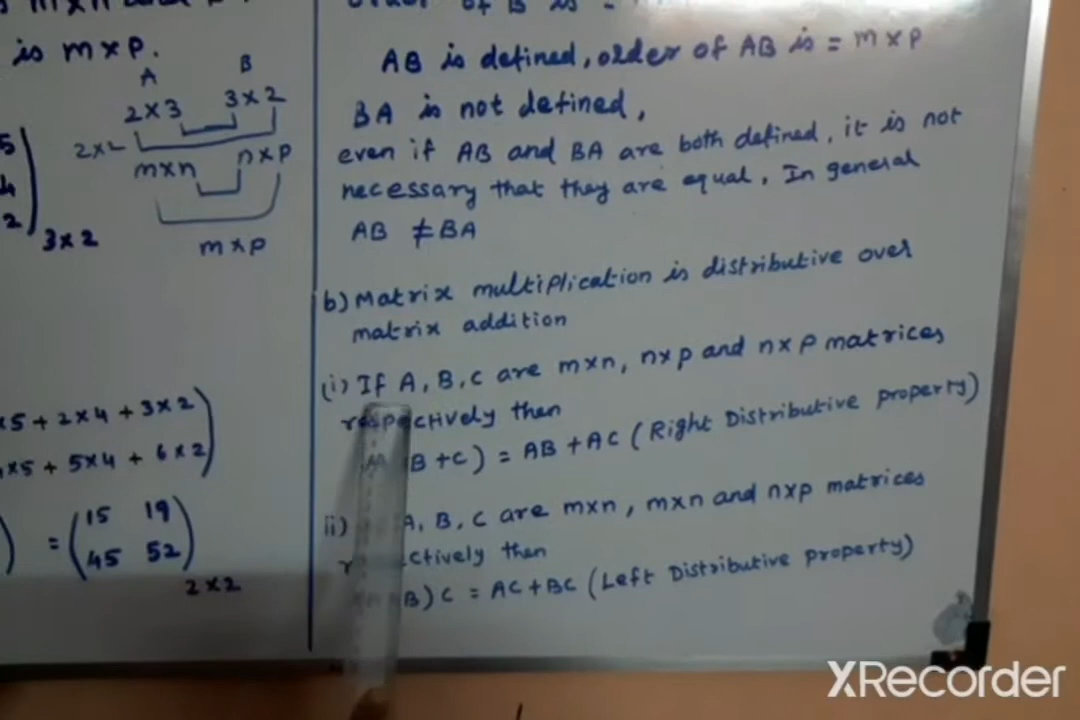 is m×p.
A B
2×3 3×2
2×2
m×n n×p
m×p
5
4
2
3×2
×5 + 2×4 + 3×2
×5 + 5×4 + 6×2
= 15 19
45 52
2×2
AB is defined, order of AB is = m×p
BA is not defined,
even if AB and BA are both defined, it is not
necessary that they are equal. In general
AB ≠ BA
b) Matrix multiplication is distributive over
matrix addition
(i) If A, B, C are m×n, n×p and n×p matrices
respectively then
A B + C) = AB + AC (Right Distributive property)
ii) A, B, C are m×n, m×n and n×p matrices
ctively then
B) C = AC + BC (Left Distributive property)
XRecorder